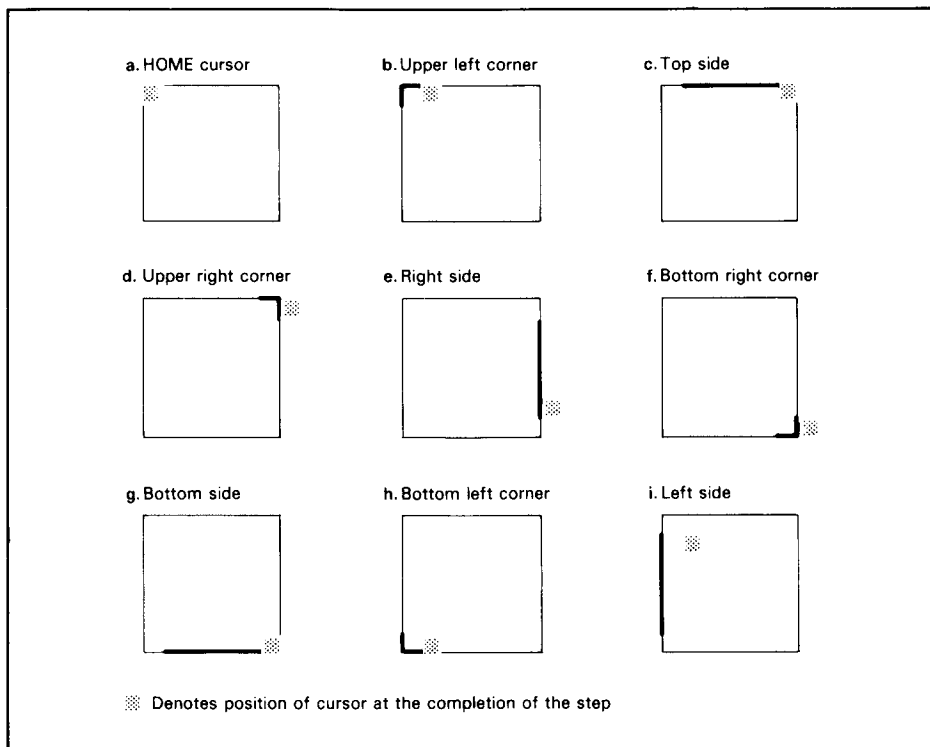 a. HOME cursor
b. Upper left corner
c. Top side
d. Upper right corner
e. Right side
f. Bottom right corner
g. Bottom side
h. Bottom left corner
i. Left side
Denotes position of cursor at the completion of the step